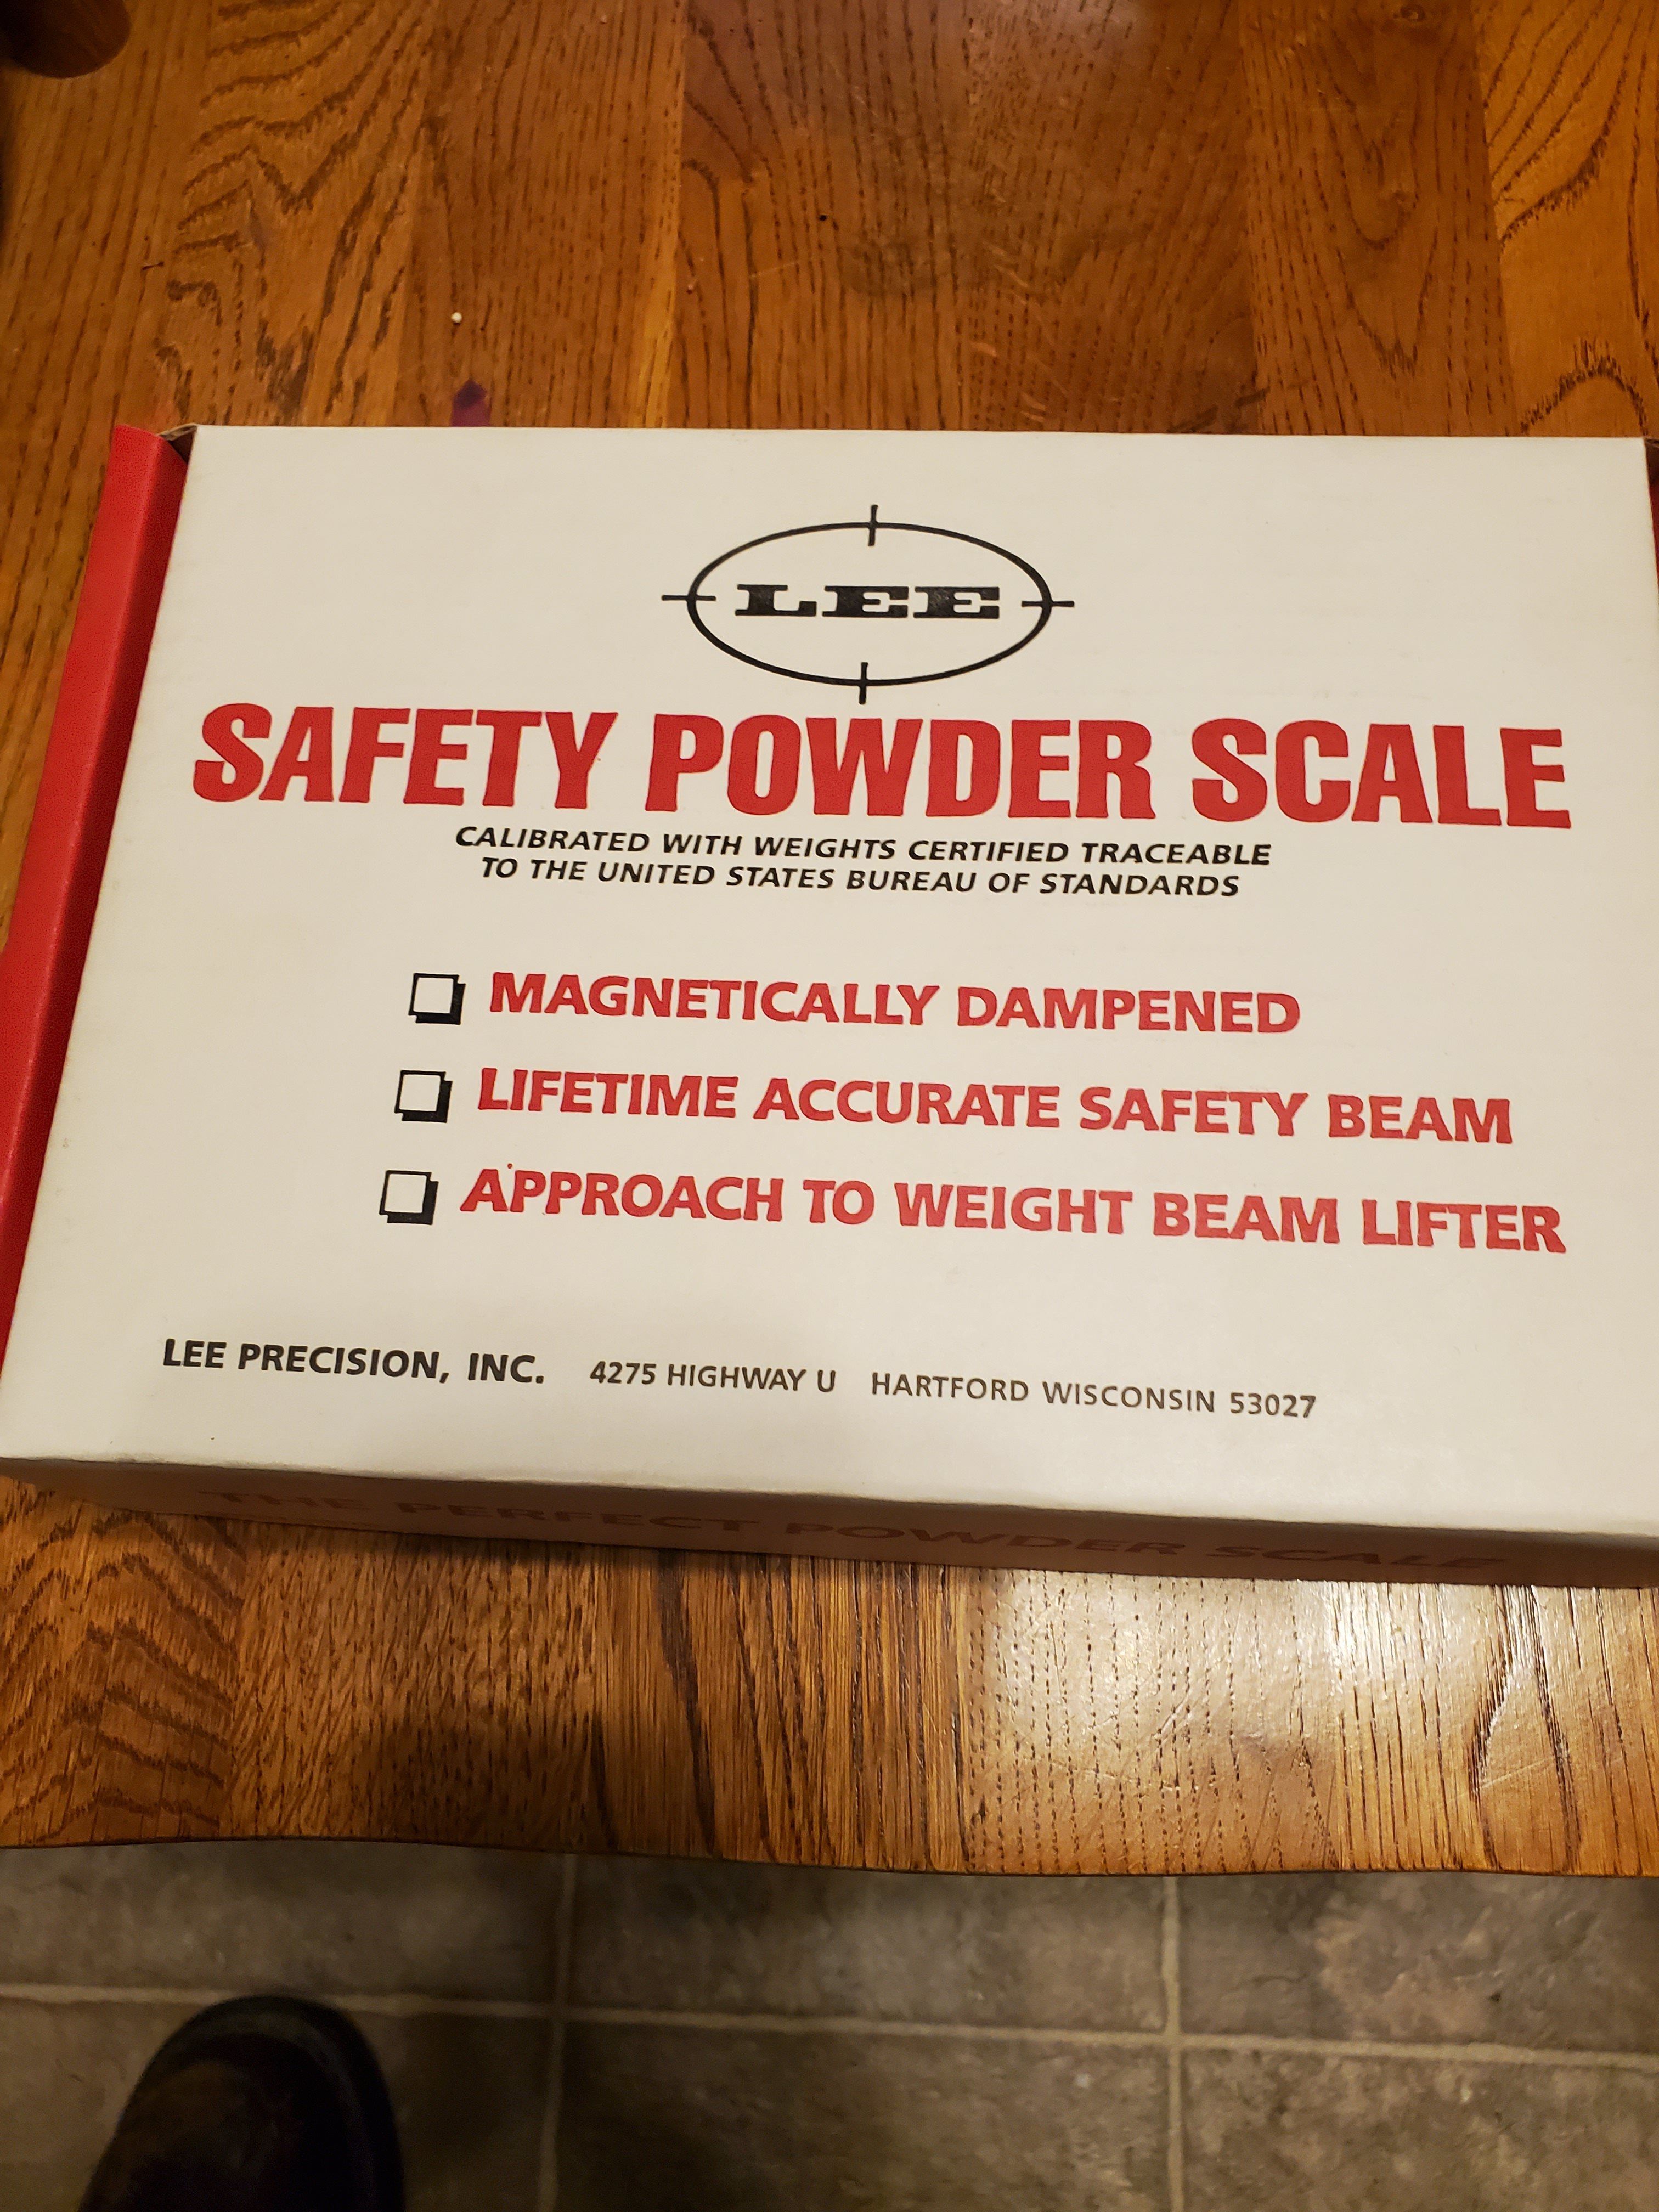 LEE
SAFETY POWDER SCALE
CALIBRATED WITH WEIGHTS CERTIFIED TRACEABLE
TO THE UNITED STATES BUREAU OF STANDARDS
MAGNETICALLY DAMPENED
LIFETIME ACCURATE SAFETY BEAM
APPROACH TO WEIGHT BEAM LIFTER
LEE PRECISION, INC. 4275 HIGHWAY U HARTFORD WISCONSIN 53027
THE PERFECT POWDER SCALE